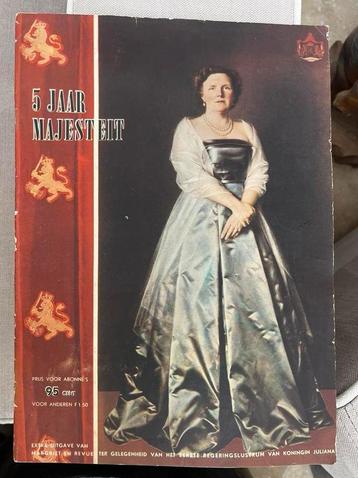 5 JAAR
MAJESTEIT
PRIJS VOOR ABONNE'S
95 CENT
VOOR ANDEREN F 1.50
EXTRA UITGAVE VAN
MARGRIET EN REVUE TER GELEGENHEID VAN HET EERSTE REGERINGSLUSTRUM VAN KONINGIN JULIANA